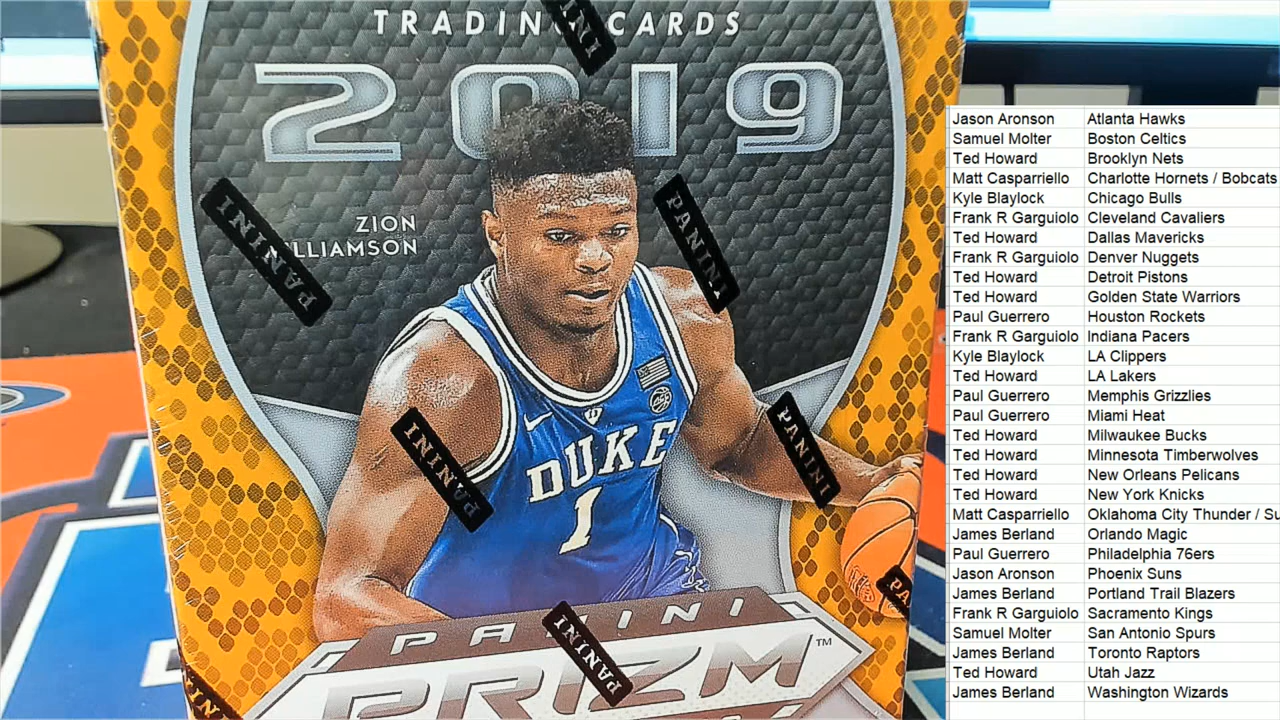 TRADING CARDS
PANINI
2019
ZION
WILLIAMSON
PANINI
PANINI
DUKE
1
PANINI
PANINI
PANINI
PRIZM™
PANINI
PANINI
Jason Aronson Atlanta Hawks
Samuel Molter Boston Celtics
Ted Howard Brooklyn Nets
Matt Casparriello Charlotte Hornets / Bobcats
Kyle Blaylock Chicago Bulls
Frank R Garguiolo Cleveland Cavaliers
Ted Howard Dallas Mavericks
Frank R Garguiolo Denver Nuggets
Ted Howard Detroit Pistons
Ted Howard Golden State Warriors
Paul Guerrero Houston Rockets
Frank R Garguiolo Indiana Pacers
Kyle Blaylock LA Clippers
Ted Howard LA Lakers
Paul Guerrero Memphis Grizzlies
Paul Guerrero Miami Heat
Ted Howard Milwaukee Bucks
Ted Howard Minnesota Timberwolves
Ted Howard New Orleans Pelicans
Ted Howard New York Knicks
Matt Casparriello Oklahoma City Thunder / Su
James Berland Orlando Magic
Paul Guerrero Philadelphia 76ers
Jason Aronson Phoenix Suns
James Berland Portland Trail Blazers
Frank R Garguiolo Sacramento Kings
Samuel Molter San Antonio Spurs
James Berland Toronto Raptors
Ted Howard Utah Jazz
James Berland Washington Wizards